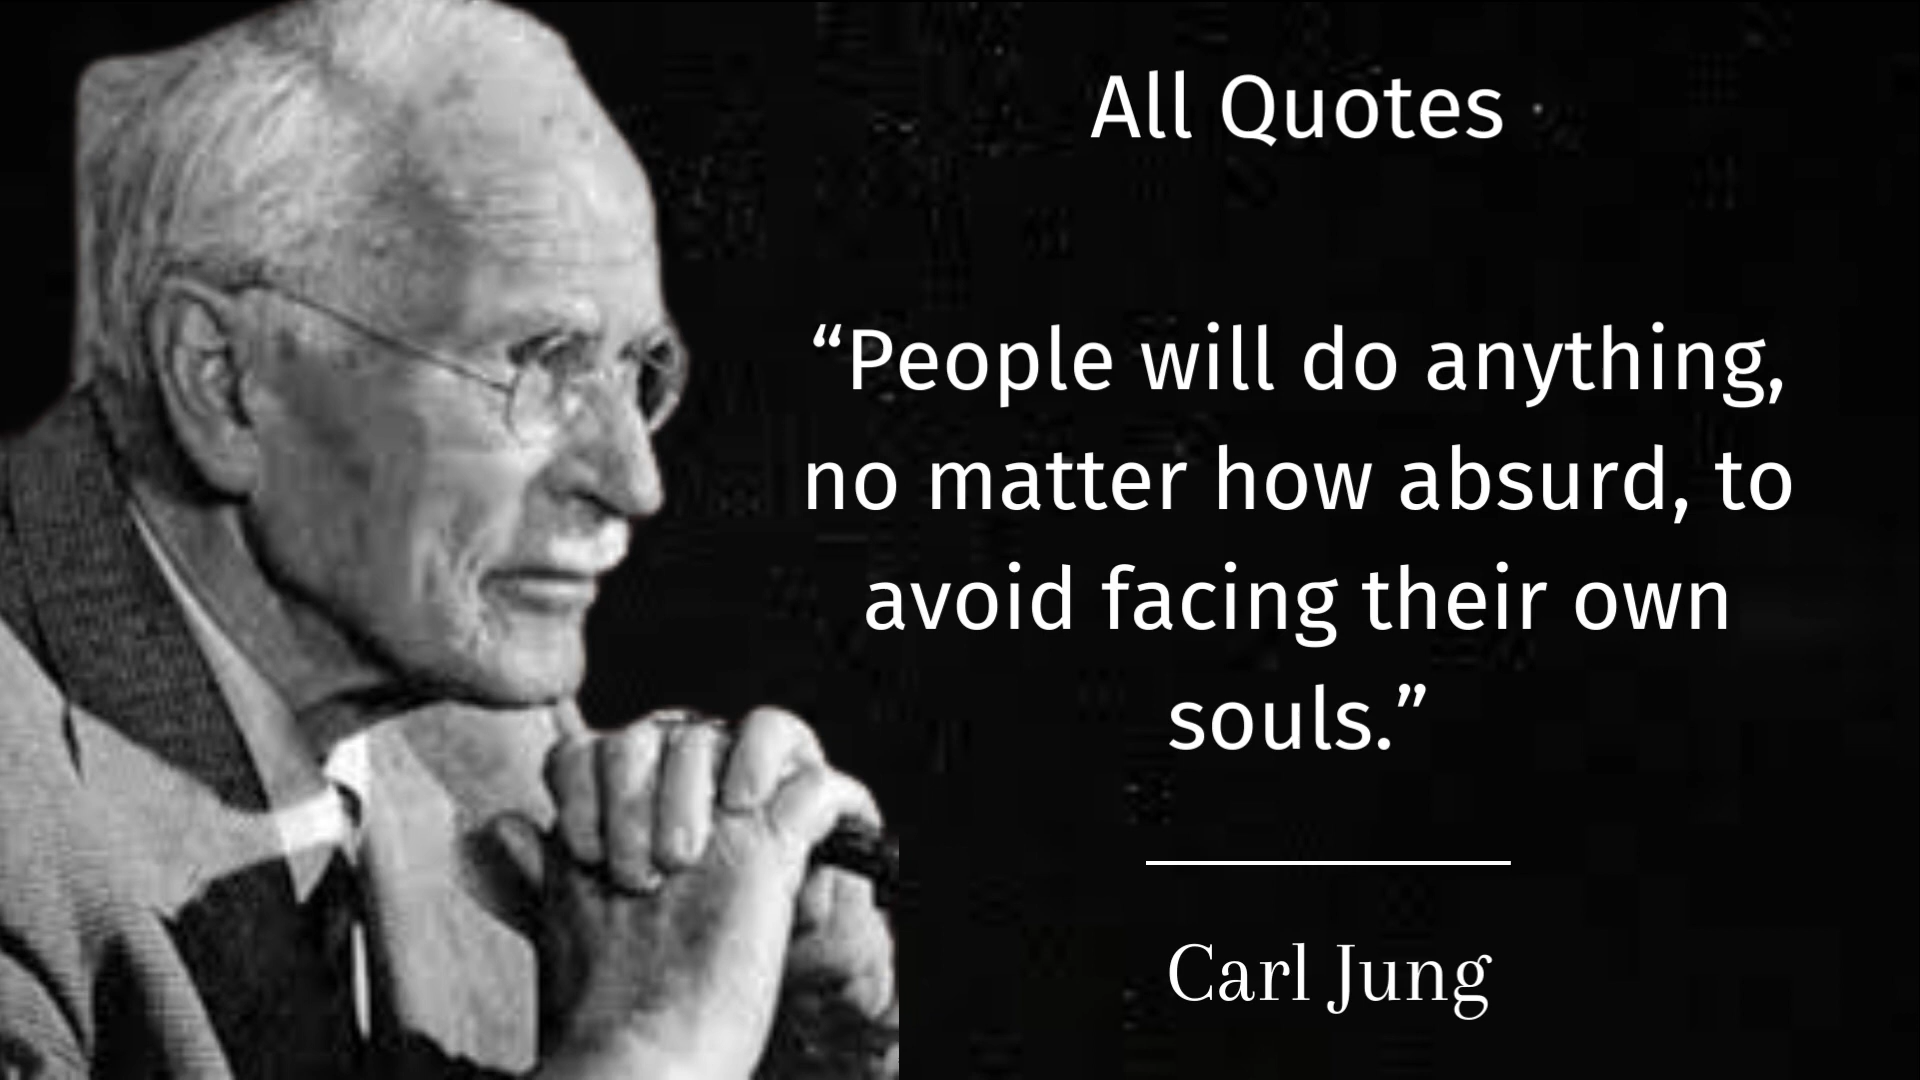 All Quotes
“People will do anything,
no matter how absurd, to
avoid facing their own
souls.”
Carl Jung